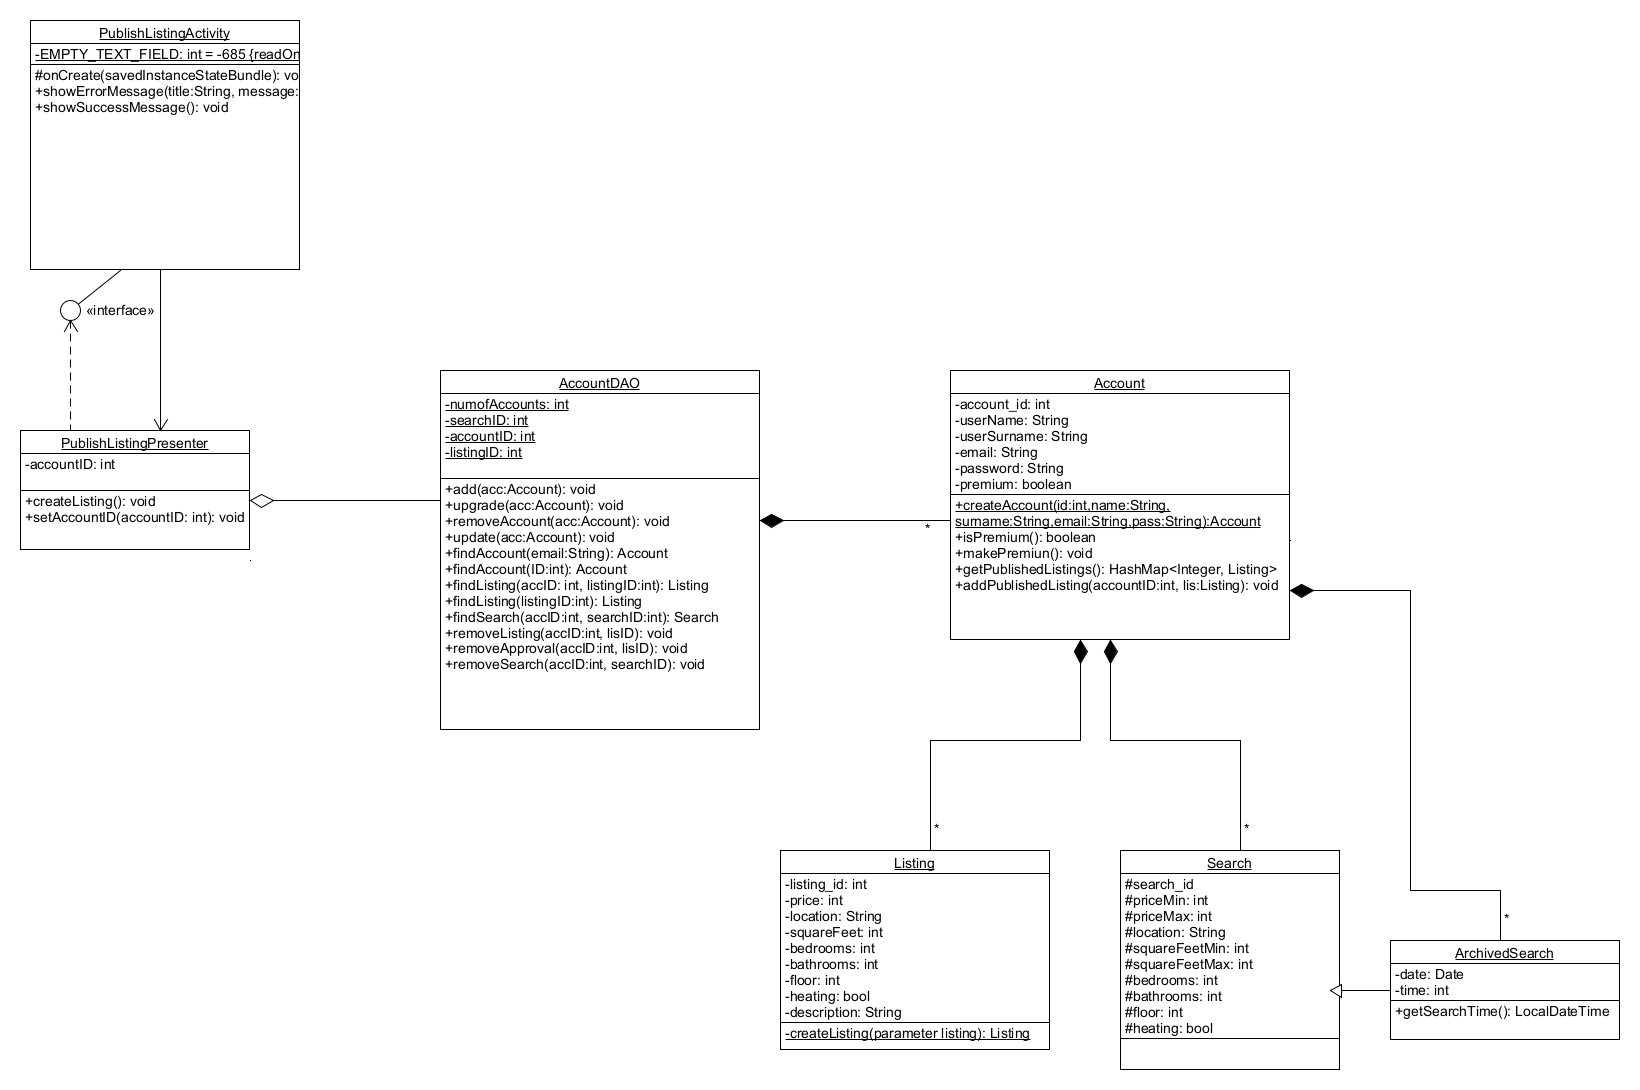 PublishListingActivity
-EMPTY_TEXT_FIELD: int = -685 {readOn
#onCreate(savedInstanceStateBundle): vo
+showErrorMessage(title:String, message:
+showSuccessMessage(): void
«interface»
PublishListingPresenter
-accountID: int
+createListing(): void
+setAccountID(accountID: int): void
AccountDAO
-numofAccounts: int
-searchID: int
-accountID: int
-listingID: int
+add(acc:Account): void
+upgrade(acc:Account): void
+removeAccount(acc:Account): void
+update(acc:Account): void
+findAccount(email:String): Account
+findAccount(ID:int): Account
+findListing(accID: int, listingID:int): Listing
+findListing(listingID:int): Listing
+findSearch(accID:int, searchID:int): Search
+removeListing(accID:int, lisID): void
+removeApproval(accID:int, lisID): void
+removeSearch(accID:int, searchID): void
*
Account
-account_id: int
-userName: String
-userSurname: String
-email: String
-password: String
-premium: boolean
+createAccount(id:int,name:String,
surname:String,email:String,pass:String):Account
+isPremium(): boolean
+makePremiun(): void
+getPublishedListings(): HashMap<Integer, Listing>
+addPublishedListing(accountID:int, lis:Listing): void
*
Listing
-listing_id: int
-price: int
-location: String
-squareFeet: int
-bedrooms: int
-bathrooms: int
-floor: int
-heating: bool
-description: String
-createListing(parameter listing): Listing
*
Search
#search_id
#priceMin: int
#priceMax: int
#location: String
#squareFeetMin: int
#squareFeetMax: int
#bedrooms: int
#bathrooms: int
#floor: int
#heating: bool
*
ArchivedSearch
-date: Date
-time: int
+getSearchTime(): LocalDateTime